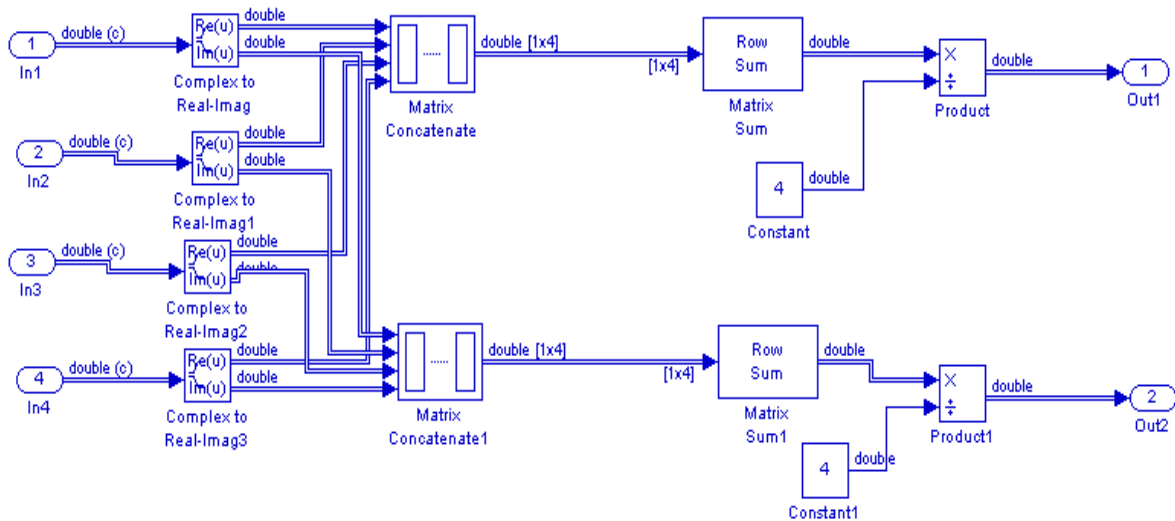 1
In1
double (c)
Re(u)
Im(u)
double
double
Complex to
Real-Imag
Matrix
Concatenate
double [1x4]
[1x4]
Row
Sum
Matrix
Sum
double
×
÷
Product
double
1
Out1
4
double
Constant
2
In2
double (c)
Re(u)
Im(u)
double
double
Complex to
Real-Imag1
3
In3
double (c)
Re(u)
Im(u)
double
double
Complex to
Real-Imag2
4
In4
double (c)
Re(u)
Im(u)
double
double
Complex to
Real-Imag3
Matrix
Concatenate1
double [1x4]
[1x4]
Row
Sum
Matrix
Sum1
double
×
÷
Product1
double
2
Out2
4
double
Constant1